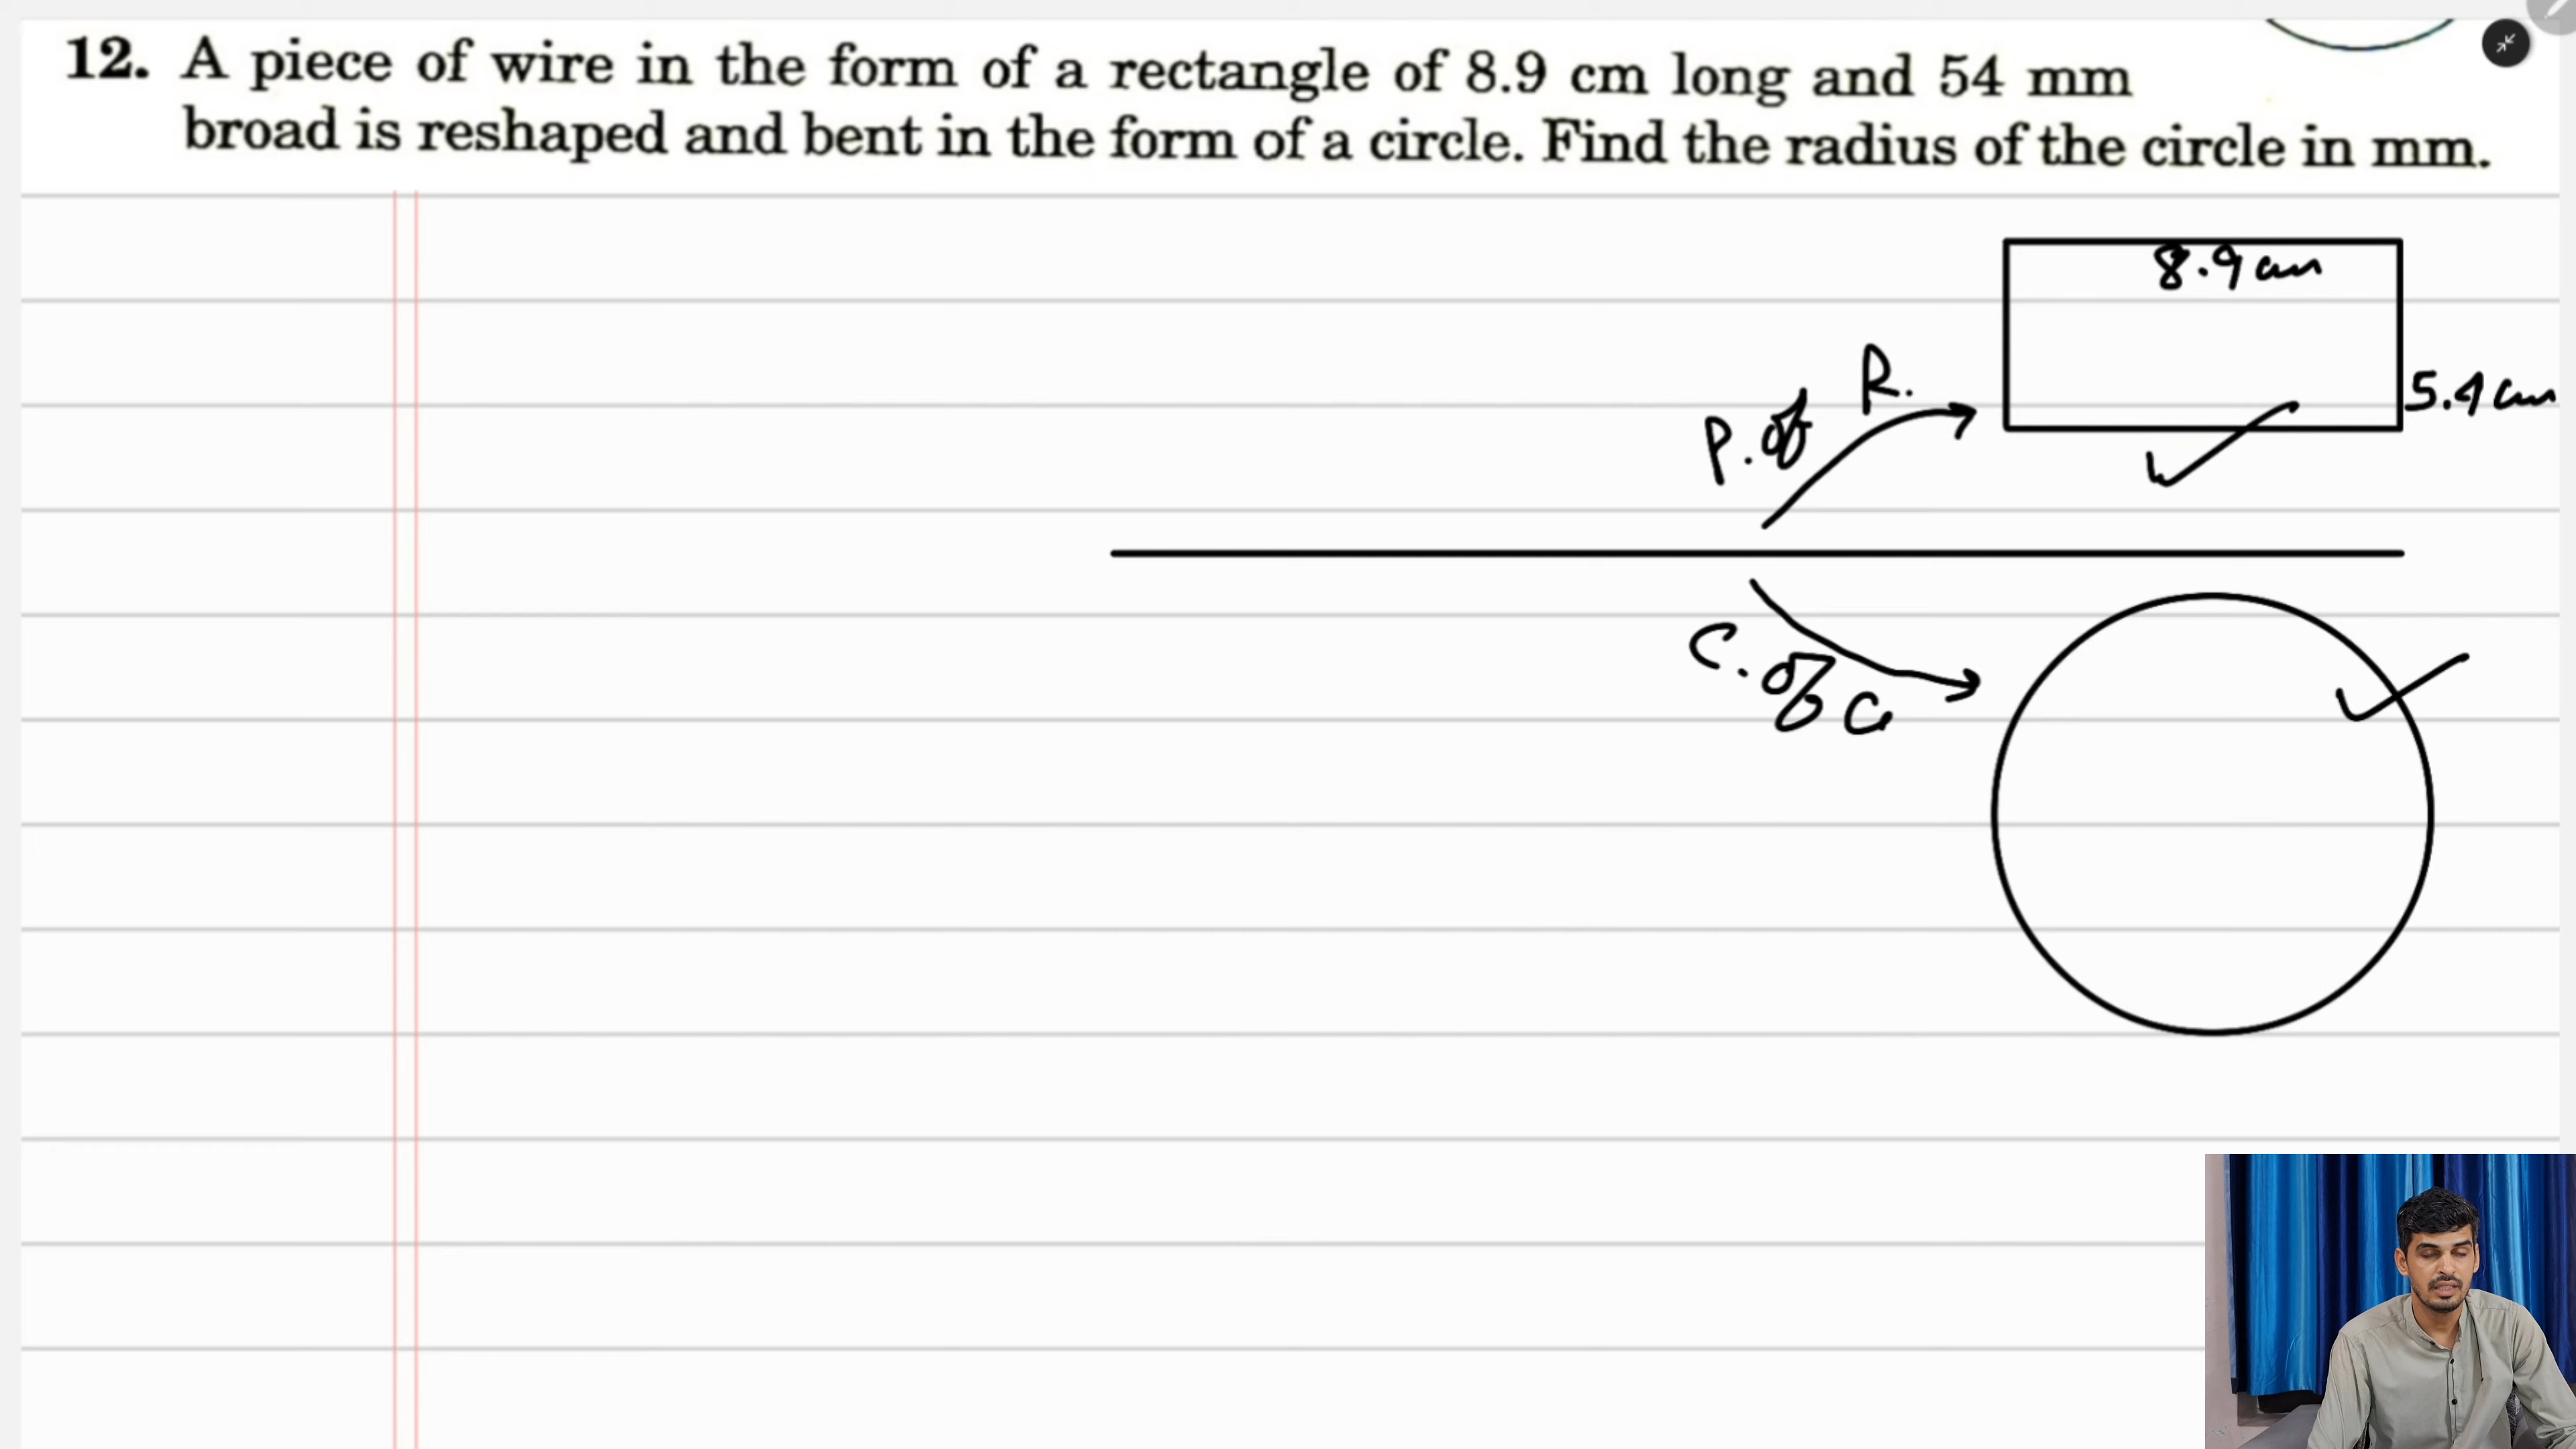 12. A piece of wire in the form of a rectangle of 8.9 cm long and 54 mm
broad is reshaped and bent in the form of a circle. Find the radius of the circle in mm.
8.9 cm
5.4 cm
P. of R.
C. of C